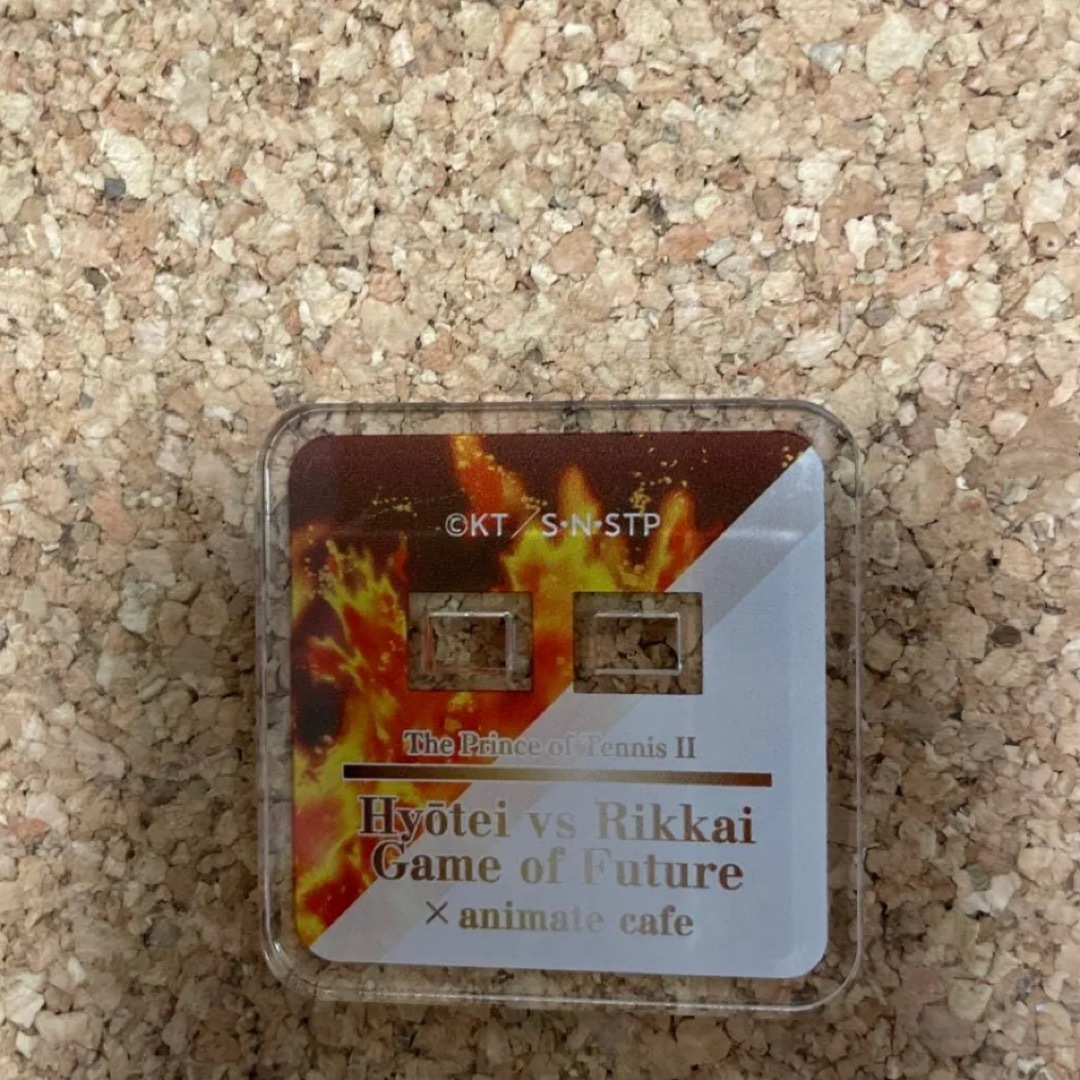 ©KT／S・N・STP
The Prince of Tennis II
Hyōtei vs Rikkai
Game of Future
×animate cafe